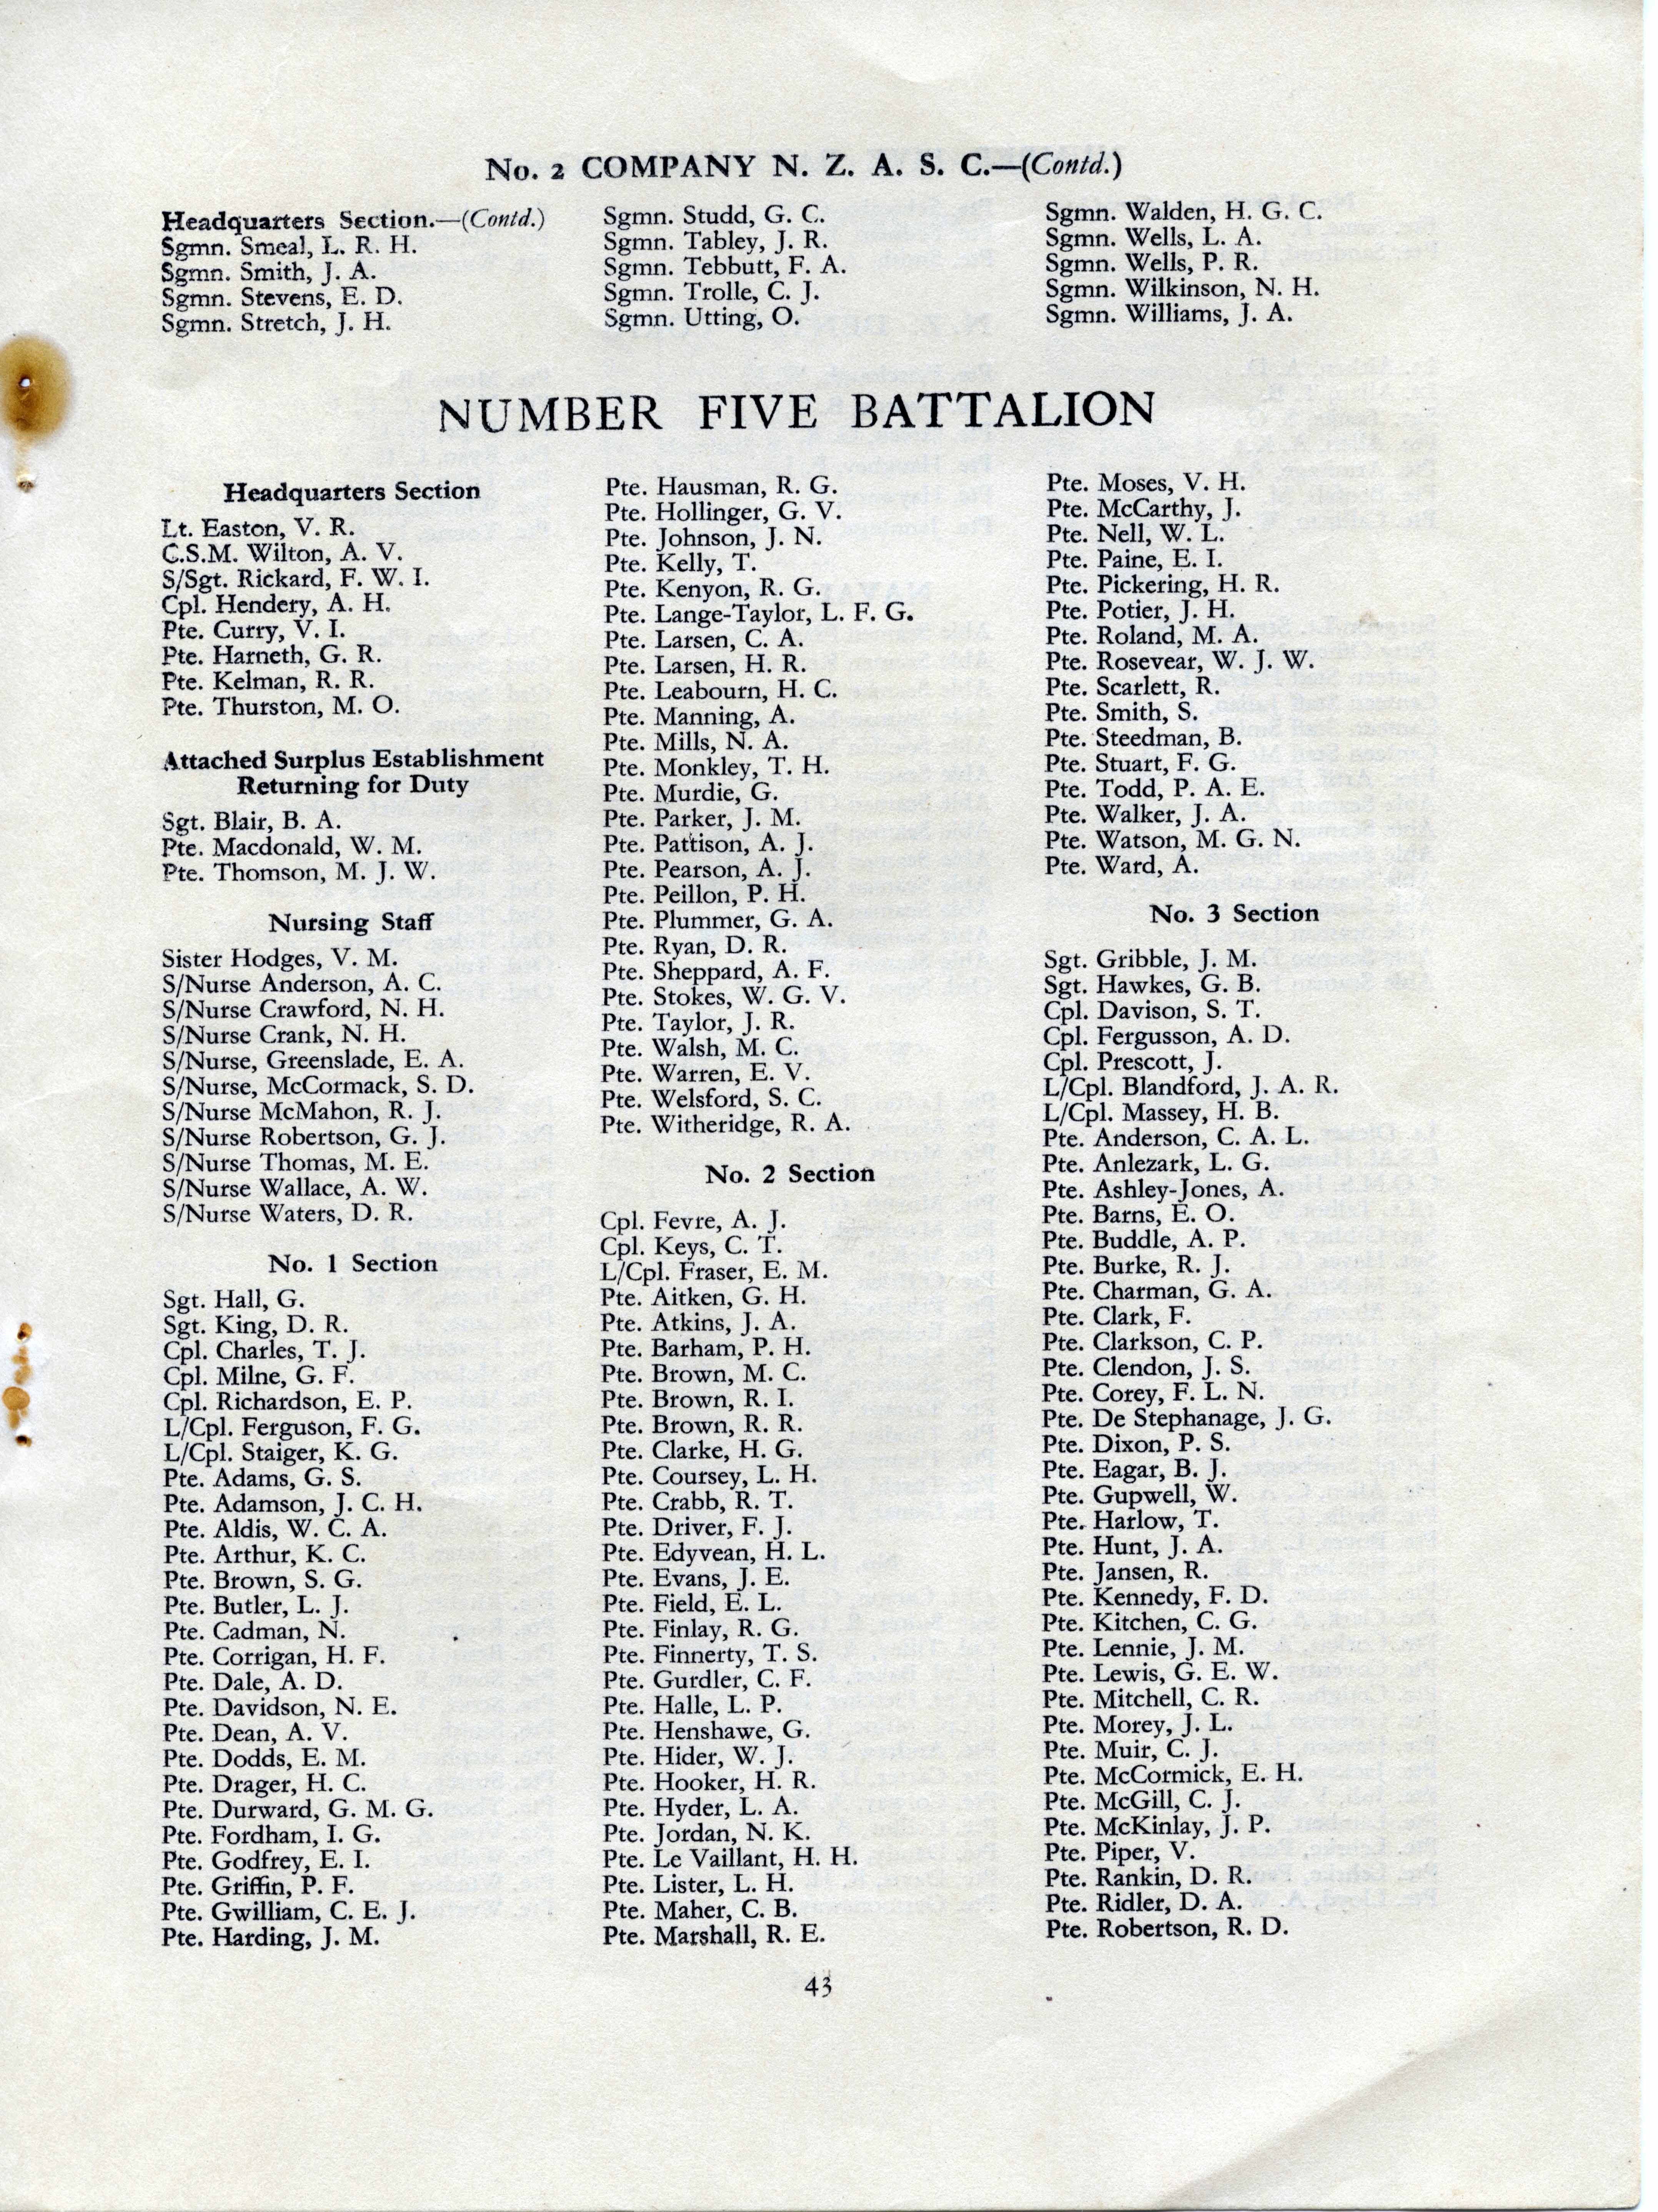 No. 2 COMPANY N. Z. A. S. C.—(Contd.)
Headquarters Section.—(Contd.)
Sgmn. Smeal, L. R. H.
Sgmn. Smith, J. A.
Sgmn. Stevens, E. D.
Sgmn. Stretch, J. H.
Sgmn. Studd, G. C.
Sgmn. Tabley, J. R.
Sgmn. Tebbutt, F. A.
Sgmn. Trolle, C. J.
Sgmn. Utting, O.
Sgmn. Walden, H. G. C.
Sgmn. Wells, L. A.
Sgmn. Wells, P. R.
Sgmn. Wilkinson, N. H.
Sgmn. Williams, J. A.
NUMBER FIVE BATTALION
Headquarters Section
Lt. Easton, V. R.
C.S.M. Wilton, A. V.
S/Sgt. Rickard, F. W. I.
Cpl. Hendery, A. H.
Pte. Curry, V. I.
Pte. Harneth, G. R.
Pte. Kelman, R. R.
Pte. Thurston, M. O.
Attached Surplus Establishment
Returning for Duty
Sgt. Blair, B. A.
Pte. Macdonald, W. M.
Pte. Thomson, M. J. W.
Nursing Staff
Sister Hodges, V. M.
S/Nurse Anderson, A. C.
S/Nurse Crawford, N. H.
S/Nurse Crank, N. H.
S/Nurse, Greenslade, E. A.
S/Nurse, McCormack, S. D.
S/Nurse McMahon, R. J.
S/Nurse Robertson, G. J.
S/Nurse Thomas, M. E.
S/Nurse Wallace, A. W.
S/Nurse Waters, D. R.
No. 1 Section
Sgt. Hall, G.
Sgt. King, D. R.
Cpl. Charles, T. J.
Cpl. Milne, G. F.
Cpl. Richardson, E. P.
L/Cpl. Ferguson, F. G.
L/Cpl. Staiger, K. G.
Pte. Adams, G. S.
Pte. Adamson, J. C. H.
Pte. Aldis, W. C. A.
Pte. Arthur, K. C.
Pte. Brown, S. G.
Pte. Butler, L. J.
Pte. Cadman, N.
Pte. Corrigan, H. F.
Pte. Dale, A. D.
Pte. Davidson, N. E.
Pte. Dean, A. V.
Pte. Dodds, E. M.
Pte. Drager, H. C.
Pte. Durward, G. M. G.
Pte. Fordham, I. G.
Pte. Godfrey, E. I.
Pte. Griffin, P. F.
Pte. Gwilliam, C. E. J.
Pte. Harding, J. M.
Pte. Hausman, R. G.
Pte. Hollinger, G. V.
Pte. Johnson, J. N.
Pte. Kelly, T.
Pte. Kenyon, R. G.
Pte. Lange-Taylor, L. F. G.
Pte. Larsen, C. A.
Pte. Larsen, H. R.
Pte. Leabourn, H. C.
Pte. Manning, A.
Pte. Mills, N. A.
Pte. Monkley, T. H.
Pte. Murdie, G.
Pte. Parker, J. M.
Pte. Pattison, A. J.
Pte. Pearson, A. J.
Pte. Peillon, P. H.
Pte. Plummer, G. A.
Pte. Ryan, D. R.
Pte. Sheppard, A. F.
Pte. Stokes, W. G. V.
Pte. Taylor, J. R.
Pte. Walsh, M. C.
Pte. Warren, E. V.
Pte. Welsford, S. C.
Pte. Witheridge, R. A.
No. 2 Section
Cpl. Fevre, A. J.
Cpl. Keys, C. T.
L/Cpl. Fraser, E. M.
Pte. Aitken, G. H.
Pte. Atkins, J. A.
Pte. Barham, P. H.
Pte. Brown, M. C.
Pte. Brown, R. I.
Pte. Brown, R. R.
Pte. Clarke, H. G.
Pte. Coursey, L. H.
Pte. Crabb, R. T.
Pte. Driver, F. J.
Pte. Edyvean, H. L.
Pte. Evans, J. E.
Pte. Field, E. L.
Pte. Finlay, R. G.
Pte. Finnerty, T. S.
Pte. Gurdler, C. F.
Pte. Halle, L. P.
Pte. Henshawe, G.
Pte. Hider, W. J.
Pte. Hooker, H. R.
Pte. Hyder, L. A.
Pte. Jordan, N. K.
Pte. Le Vaillant, H. H.
Pte. Lister, L. H.
Pte. Maher, C. B.
Pte. Marshall, R. E.
Pte. Moses, V. H.
Pte. McCarthy, J.
Pte. Nell, W. L.
Pte. Paine, E. I.
Pte. Pickering, H. R.
Pte. Potier, J. H.
Pte. Roland, M. A.
Pte. Rosevear, W. J. W.
Pte. Scarlett, R.
Pte. Smith, S.
Pte. Steedman, B.
Pte. Stuart, F. G.
Pte. Todd, P. A. E.
Pte. Walker, J. A.
Pte. Watson, M. G. N.
Pte. Ward, A.
No. 3 Section
Sgt. Gribble, J. M.
Sgt. Hawkes, G. B.
Cpl. Davison, S. T.
Cpl. Fergusson, A. D.
Cpl. Prescott, J.
L/Cpl. Blandford, J. A. R.
L/Cpl. Massey, H. B.
Pte. Anderson, C. A. L.
Pte. Anlezark, L. G.
Pte. Ashley-Jones, A.
Pte. Barns, E. O.
Pte. Buddle, A. P.
Pte. Burke, R. J.
Pte. Charman, G. A.
Pte. Clark, F.
Pte. Clarkson, C. P.
Pte. Clendon, J. S.
Pte. Corey, F. L. N.
Pte. De Stephanage, J. G.
Pte. Dixon, P. S.
Pte. Eagar, B. J.
Pte. Gupwell, W.
Pte. Harlow, T.
Pte. Hunt, J. A.
Pte. Jansen, R.
Pte. Kennedy, F. D.
Pte. Kitchen, C. G.
Pte. Lennie, J. M.
Pte. Lewis, G. E. W.
Pte. Mitchell, C. R.
Pte. Morey, J. L.
Pte. Muir, C. J.
Pte. McCormick, E. H.
Pte. McGill, C. J.
Pte. McKinlay, J. P.
Pte. Piper, V.
Pte. Rankin, D. R.
Pte. Ridler, D. A.
Pte. Robertson, R. D.
43